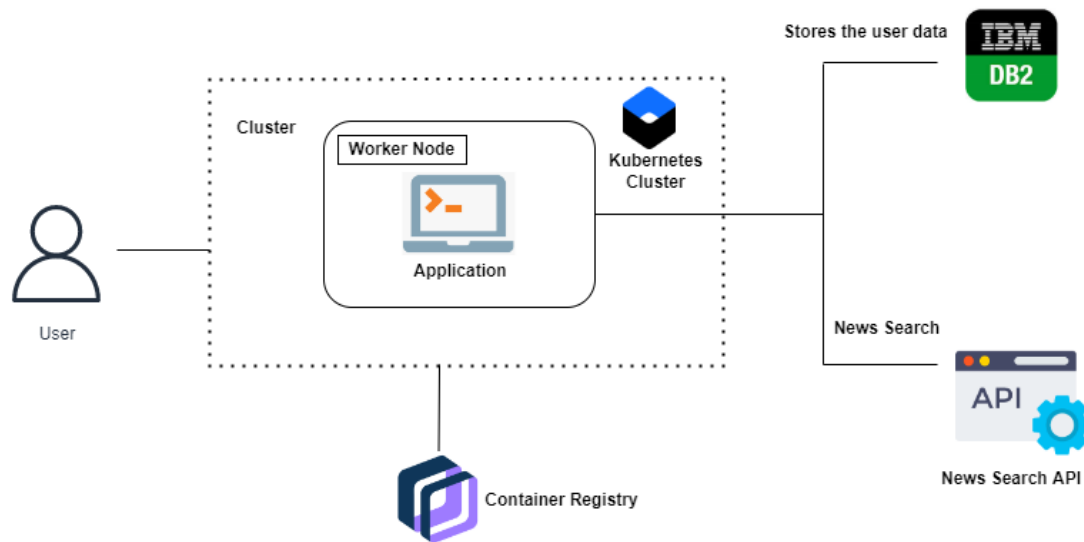 Stores the user data
IBM
DB2
Cluster
Worker Node
Kubernetes
Cluster
Application
User
News Search
API
News Search API
Container Registry